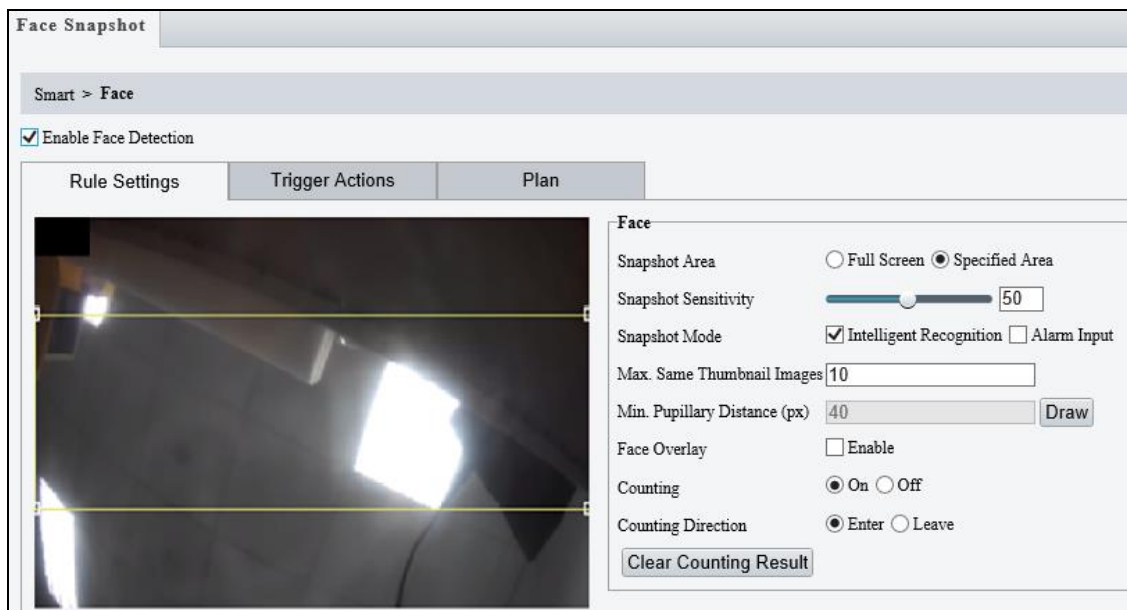 Face Snapshot
Smart > Face
Enable Face Detection
Rule Settings Trigger Actions Plan
Face
Snapshot Area Full Screen Specified Area
Snapshot Sensitivity 50
Snapshot Mode Intelligent Recognition Alarm Input
Max. Same Thumbnail Images 10
Min. Pupillary Distance (px) 40 Draw
Face Overlay Enable
Counting On Off
Counting Direction Enter Leave
Clear Counting Result